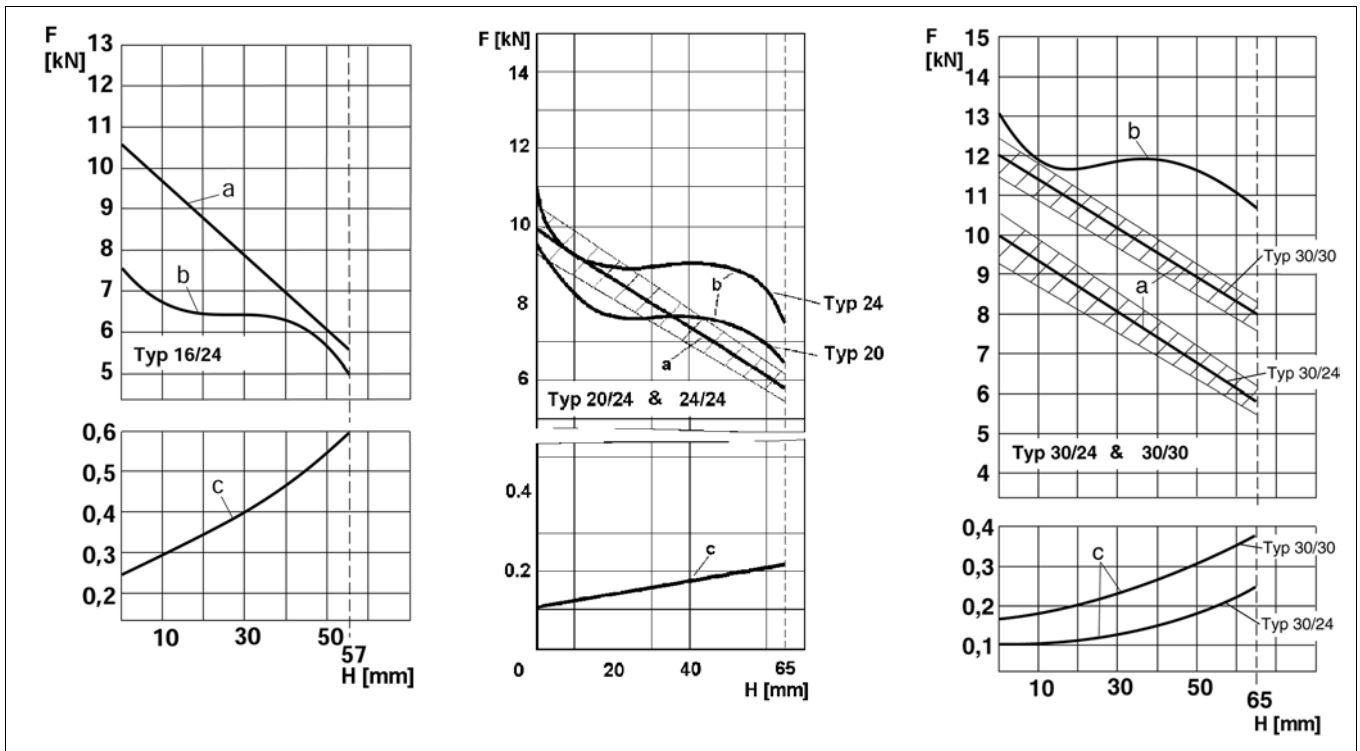 F
[kN]
13
12
11
10
9
8
7
6
5
a
b
Typ 16/24
0,6
0,5
0,4
0,3
0,2
c
10
30
50
57
H [mm]
F [kN]
14
12
10
8
6
b
a
Typ 24
Typ 20
Typ 20/24 & 24/24
0.4
0.2
0
c
20
40
65
H [mm]
F
[kN]
15
14
13
12
11
10
9
8
7
6
5
4
b
a
Typ 30/30
Typ 30/24
Typ 30/24 & 30/30
0,4
0,3
0,2
0,1
c
Typ 30/30
Typ 30/24
10
30
50
65
H [mm]